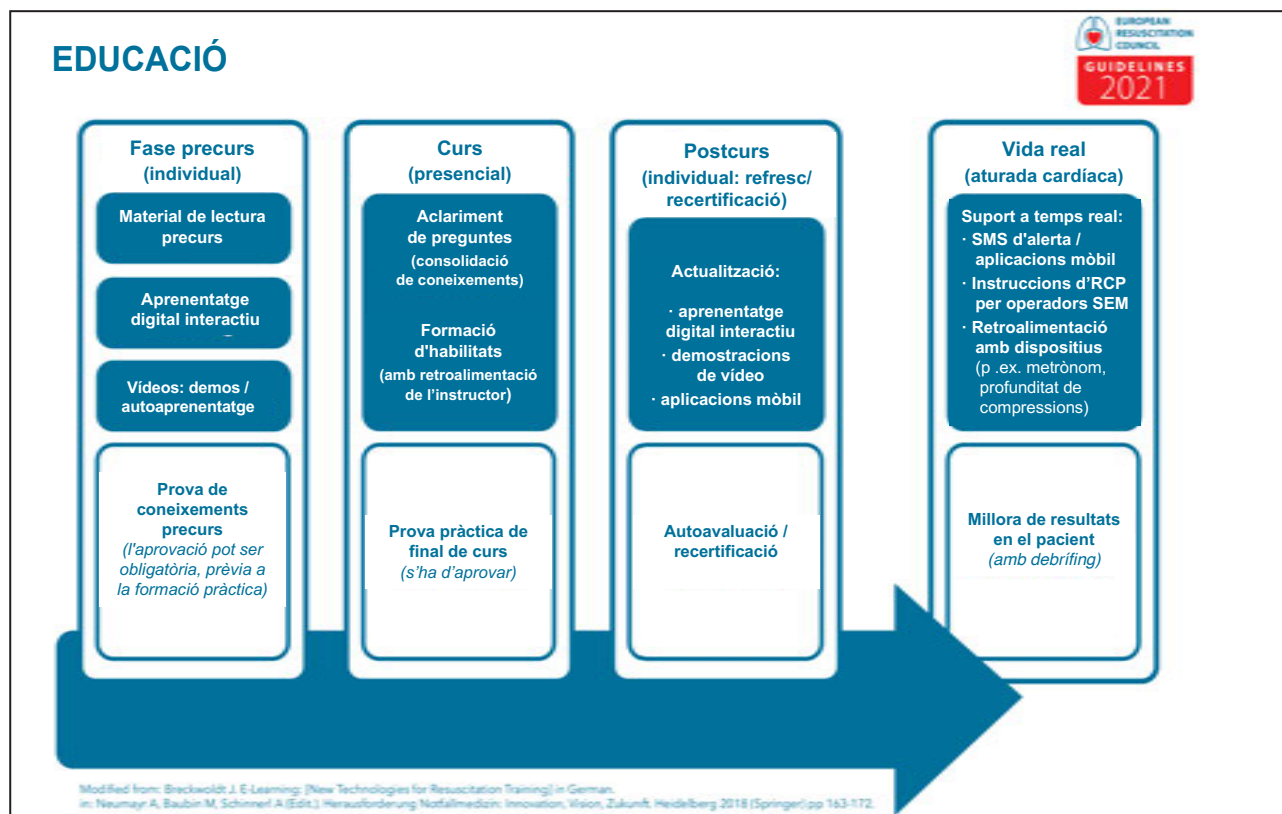 EDUCACIÓ
EUROPEAN
RESUSCITATION
COUNCIL
GUIDELINES
2021
Fase precurs
(individual)
Material de lectura
precurs
Aprenentatge
digital interactiu
Vídeos: demos /
autoaprenentatge
Prova de
coneixements
precurs
(l'aprovació pot ser
obligatòria, prèvia a
la formació pràctica)
Curs
(presencial)
Aclariment
de preguntes
(consolidació
de coneixements)
Formació
d'habilitats
(amb retroalimentació
de l’instructor)
Prova pràctica de
final de curs
(s’ha d’aprovar)
Postcurs
(individual: refresc/
recertificació)
Actualització:
· aprenentatge
digital interactiu
· demostracions
de vídeo
· aplicacions mòbil
Autoavaluació /
recertificació
Vida real
(aturada cardíaca)
Suport a temps real:
· SMS d'alerta /
aplicacions mòbil
· Instruccions d’RCP
per operadors SEM
· Retroalimentació
amb dispositius
(p .ex. metrònom,
profunditat de
compressions)
Millora de resultats
en el pacient
(amb debrífing)
Modified from: Breckwoldt J. E-Learning: [New Technologies for Resuscitation Training] in German.
in: Neumayr A, Baubin M, Schinnerl A (Edit.). Herausforderung Notfallmedizin: Innovation, Vision, Zukunft. Heidelberg 2018 (Springer) pp 163-172.